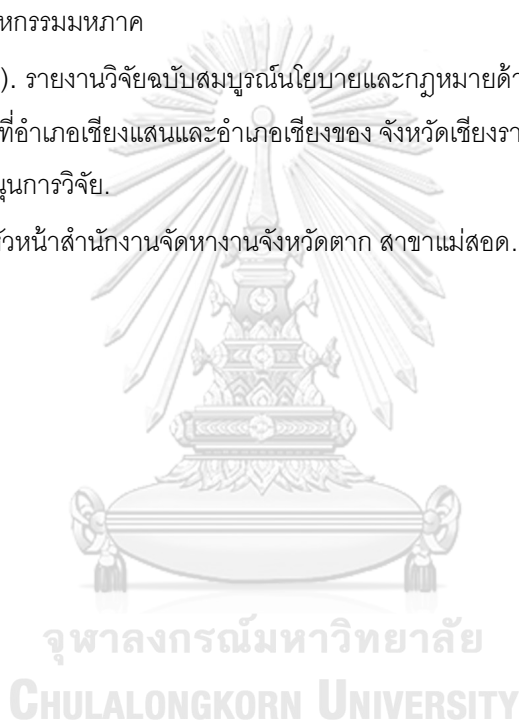 หกรรมมหภาค
). รายงานวิจัยฉบับสมบูรณ์นโยบายและกฎหมายด้า
ที่อำเภอเชียงแสนและอำเภอเชียงของ จังหวัดเชียงรา
นุนการวิจัย.
หัวหน้าสำนักงานจัดหางานจังหวัดตาก สาขาแม่สอด.
จุฬาลงกรณ์มหาวิทยาลัย
CHULALONGKORN UNIVERSITY